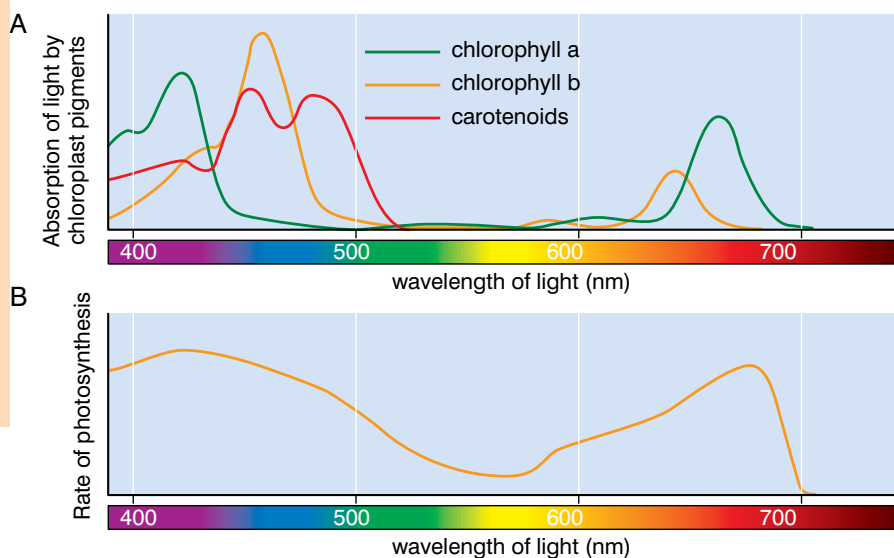 A
Absorption of light by
chloroplast pigments
chlorophyll a
chlorophyll b
carotenoids
400 500 600 700
wavelength of light (nm)
B
Rate of photosynthesis
400 500 600 700
wavelength of light (nm)